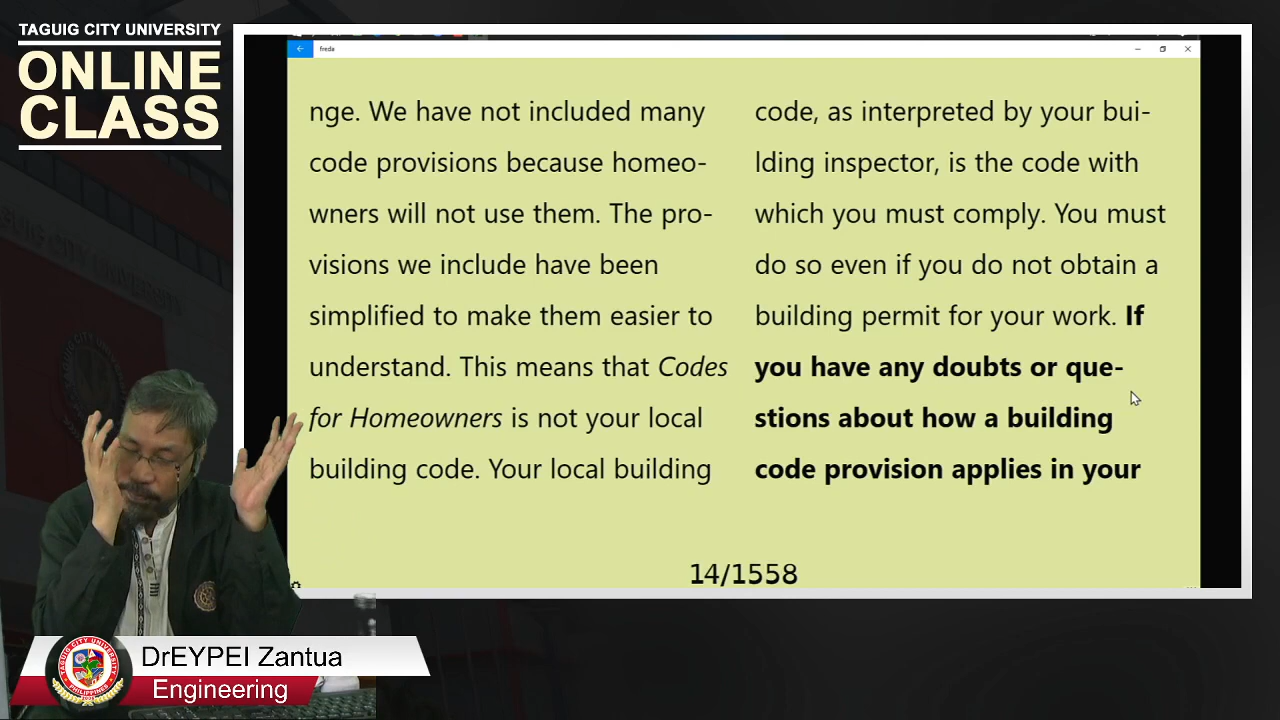 TAGUIG CITY UNIVERSITY
ONLINE
CLASS
freda
nge. We have not included many
code provisions because homeo-
wners will not use them. The pro-
visions we include have been
simplified to make them easier to
understand. This means that Codes
for Homeowners is not your local
building code. Your local building
code, as interpreted by your bui-
lding inspector, is the code with
which you must comply. You must
do so even if you do not obtain a
building permit for your work. If
you have any doubts or que-
stions about how a building
code provision applies in your
14/1558
DrEYPEI Zantua
Engineering